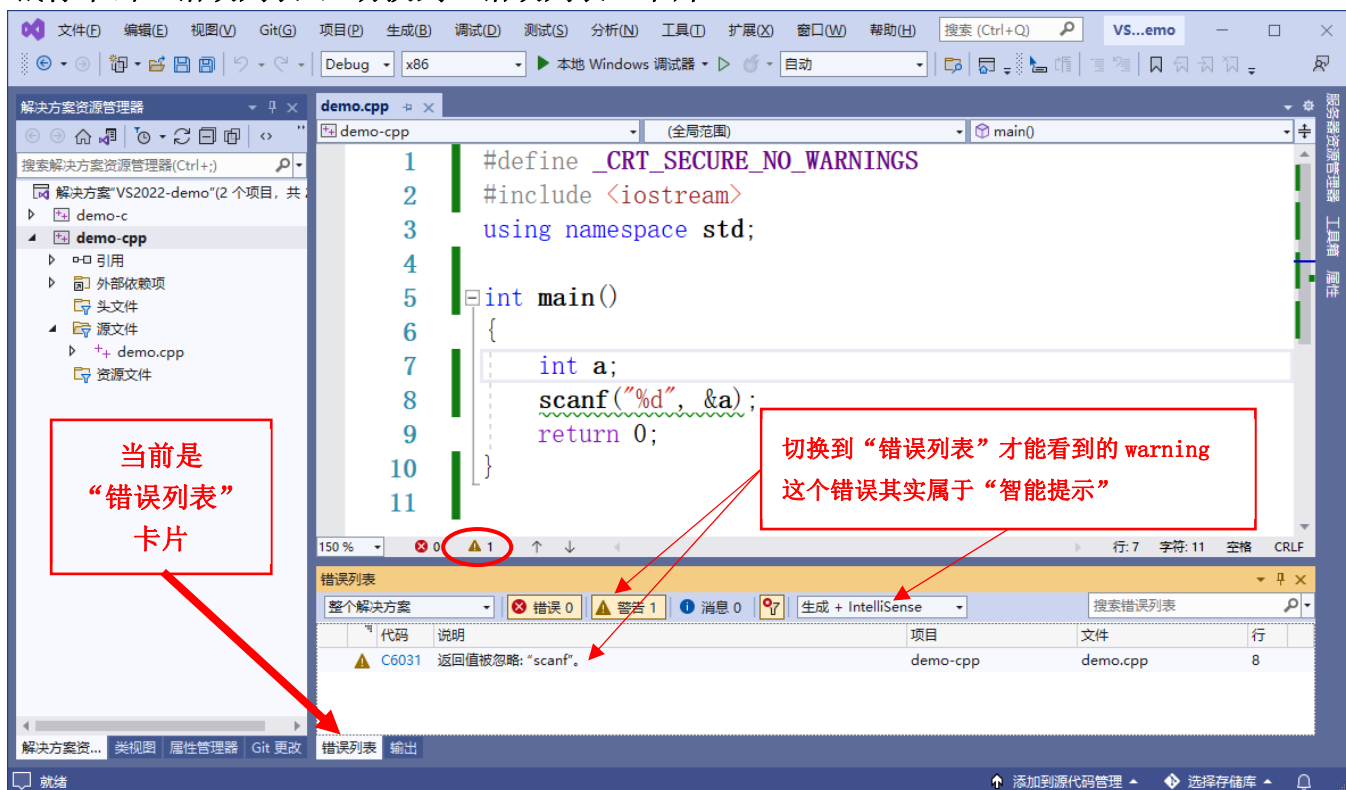 文件(F) 编辑(E) 视图(V) Git(G) 项目(P) 生成(B) 调试(D) 测试(S) 分析(N) 工具(T) 扩展(X) 窗口(W) 帮助(H) 搜索 (Ctrl+Q) VS...emo
Debug x86 本地 Windows 调试器 自动
解决方案资源管理器
搜索解决方案资源管理器(Ctrl+;)
解决方案"VS2022-demo"(2 个项目，共
demo-c
demo-cpp
引用
外部依赖项
头文件
源文件
++ demo.cpp
资源文件
当前是
“错误列表”
卡片
解决方案资... 类视图 属性管理器 Git 更改
demo.cpp
demo-cpp (全局范围) main()
1 #define _CRT_SECURE_NO_WARNINGS
2 #include <iostream>
3 using namespace std;
4
5 int main()
6 {
7 int a;
8 scanf("%d", &a);
9 return 0;
10 }
11
切换到“错误列表”才能看到的 warning
这个错误其实属于“智能提示”
150 % 0 1 行: 7 字符: 11 空格 CRLF
错误列表
整个解决方案 错误 0 警告 1 消息 0 生成 + IntelliSense 搜索错误列表
代码 说明 项目 文件 行
C6031 返回值被忽略: “scanf”。 demo-cpp demo.cpp 8
错误列表 输出
服务器资源管理器 工具箱 属性
就绪 添加到源代码管理 选择存储库